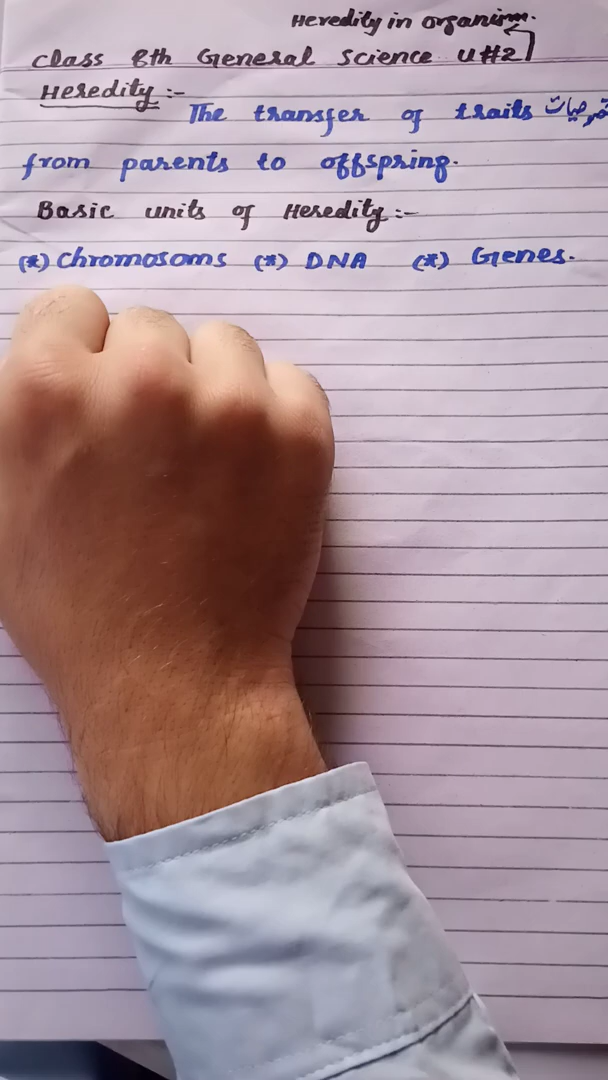 Heredity in organism.
Class 8th General Science U#2
Heredity :-
The transfer of traits
from parents to offspring.
Basic units of Heredity :-
(*) Chromosoms (*) DNA (*) Genes.